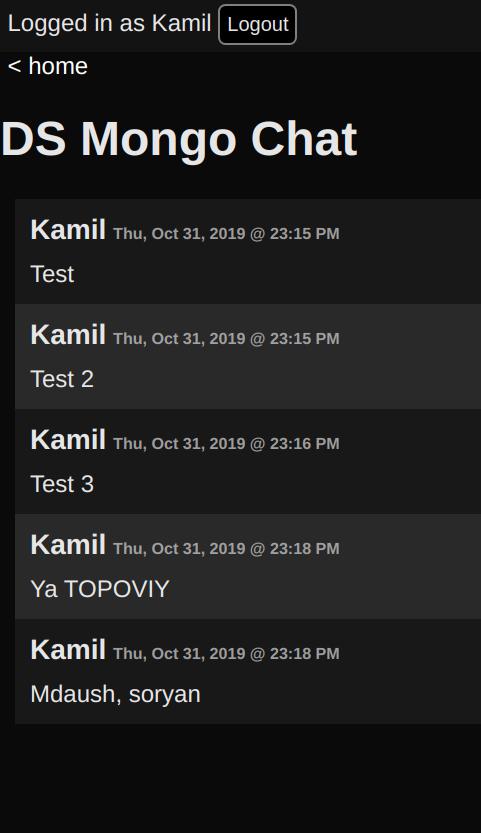 Logged in as Kamil Logout
< home
DS Mongo Chat
Kamil Thu, Oct 31, 2019 @ 23:15 PM
Test
Kamil Thu, Oct 31, 2019 @ 23:15 PM
Test 2
Kamil Thu, Oct 31, 2019 @ 23:16 PM
Test 3
Kamil Thu, Oct 31, 2019 @ 23:18 PM
Ya TOPOVIY
Kamil Thu, Oct 31, 2019 @ 23:18 PM
Mdaush, soryan